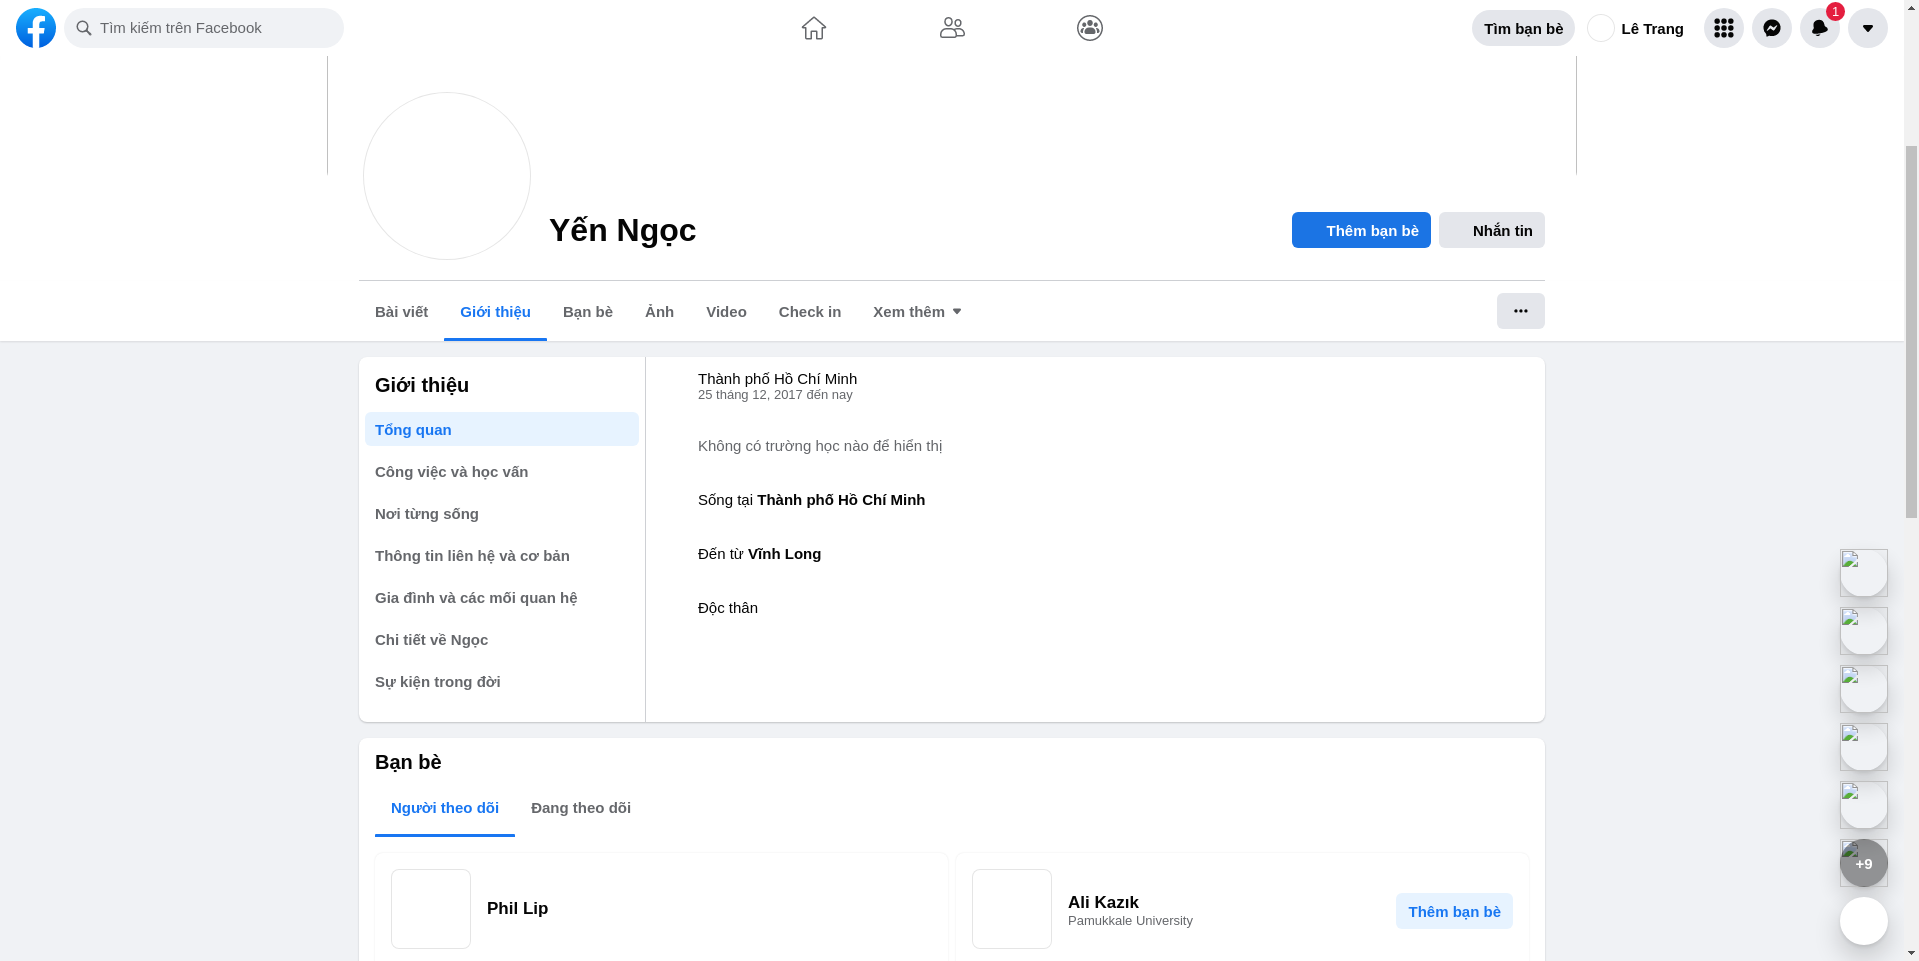 Tìm kiếm trên Facebook
Tìm bạn bè
Lê Trang
1
Yến Ngọc
Thêm bạn bè
Nhắn tin
Bài viết
Giới thiệu
Bạn bè
Ảnh
Video
Check in
Xem thêm
Giới thiệu
Tổng quan
Công việc và học vấn
Nơi từng sống
Thông tin liên hệ và cơ bản
Gia đình và các mối quan hệ
Chi tiết về Ngọc
Sự kiện trong đời
Thành phố Hồ Chí Minh
25 tháng 12, 2017 đến nay
Không có trường học nào để hiển thị
Sống tại Thành phố Hồ Chí Minh
Đến từ Vĩnh Long
Độc thân
Bạn bè
Người theo dõi
Đang theo dõi
Phil Lip
Ali Kazık
Pamukkale University
Thêm bạn bè
+9